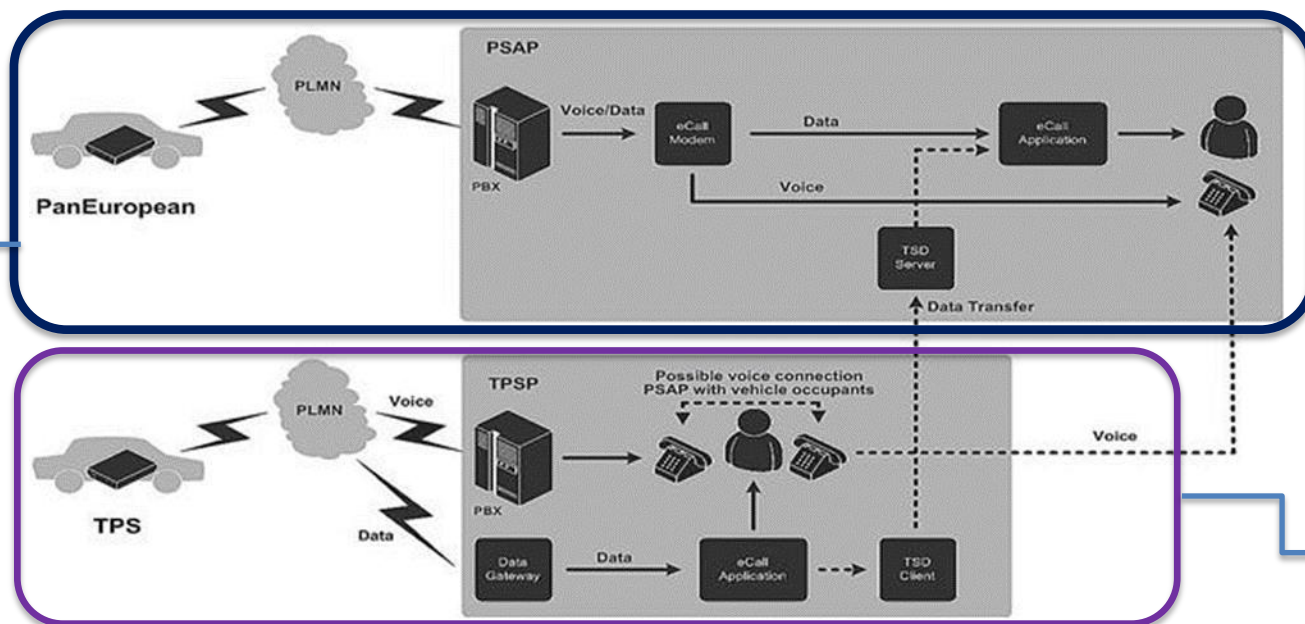 PSAP
PLMN
Voice/Data
PBX
eCall
Modem
Data
eCall
Application
Voice
PanEuropean
TSD
Server
Data Transfer
TPSP
Possible voice connection
PSAP with vehicle occupants
PLMN
Voice
Voice
PBX
TPS
Data
Data
Gateway
Data
eCall
Application
TSD
Client